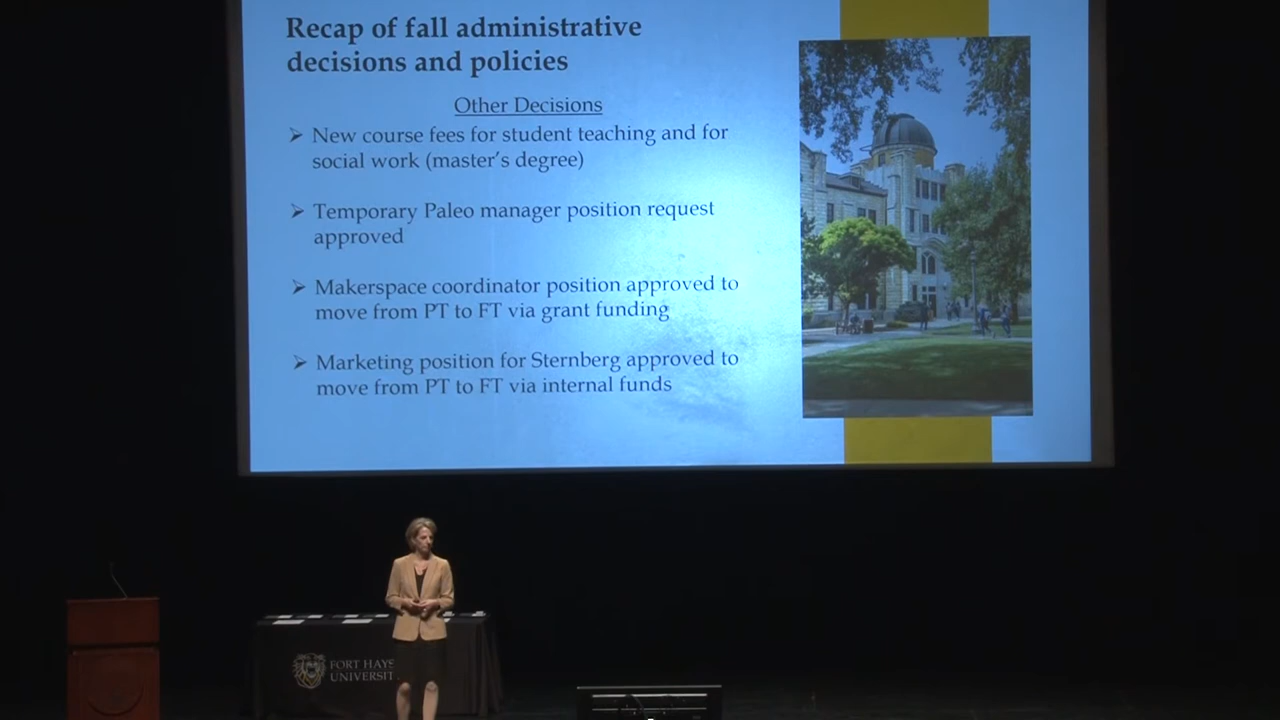 Recap of fall administrative
decisions and policies
Other Decisions
➢ New course fees for student teaching and for
social work (master's degree)
➢ Temporary Paleo manager position request
approved
➢ Makerspace coordinator position approved to
move from PT to FT via grant funding
➢ Marketing position for Sternberg approved to
move from PT to FT via internal funds
FORT HAYS
UNIVERSIT